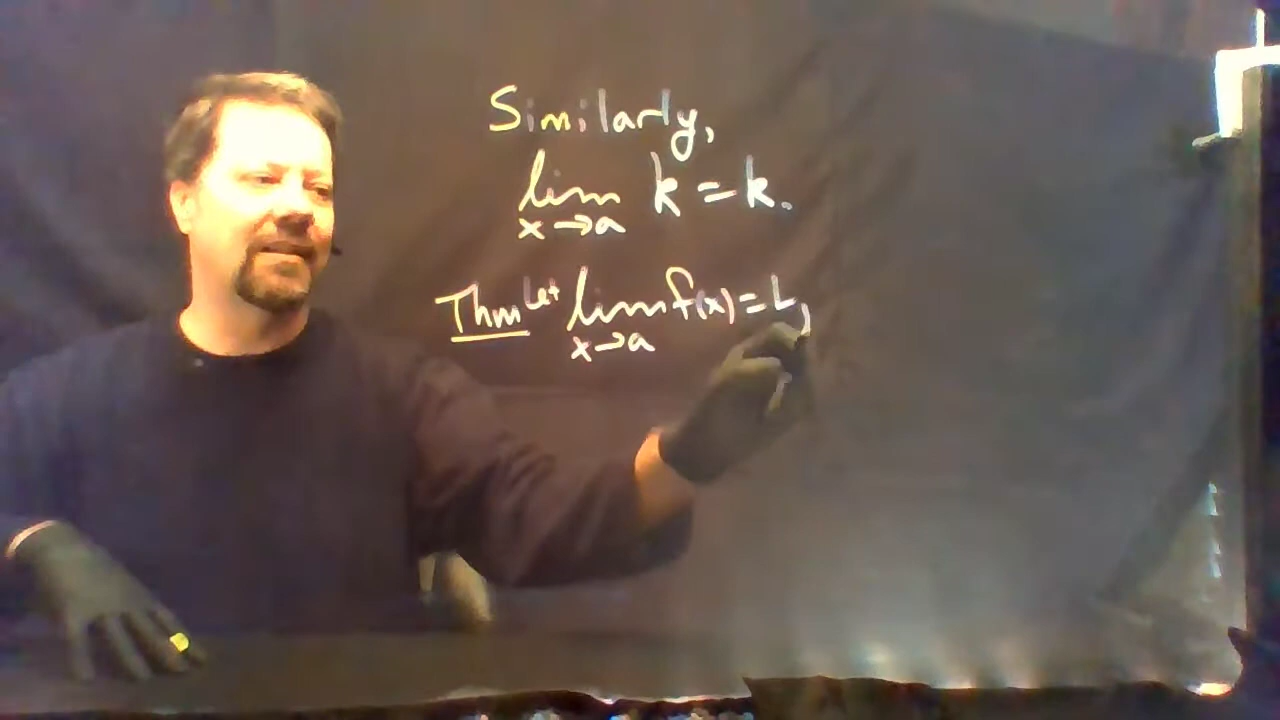 Similarly,
lim k = k.
x→a
Thm Let lim f(x) = L,
x→a